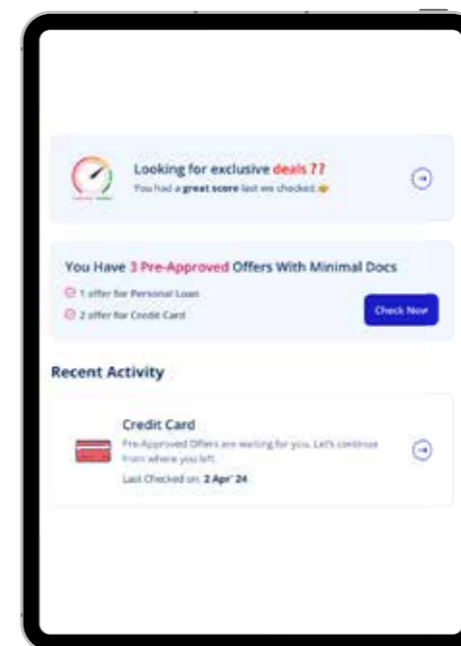 Looking for exclusive deals ??
You had a great score last we checked.
You Have 3 Pre-Approved Offers With Minimal Docs
1 offer for Personal Loan
2 offer for Credit Card
Check Now
Recent Activity
Credit Card
Pre-Approved Offers are waiting for you. Let's continue
from where you left.
Last Checked on: 2 Apr' 24